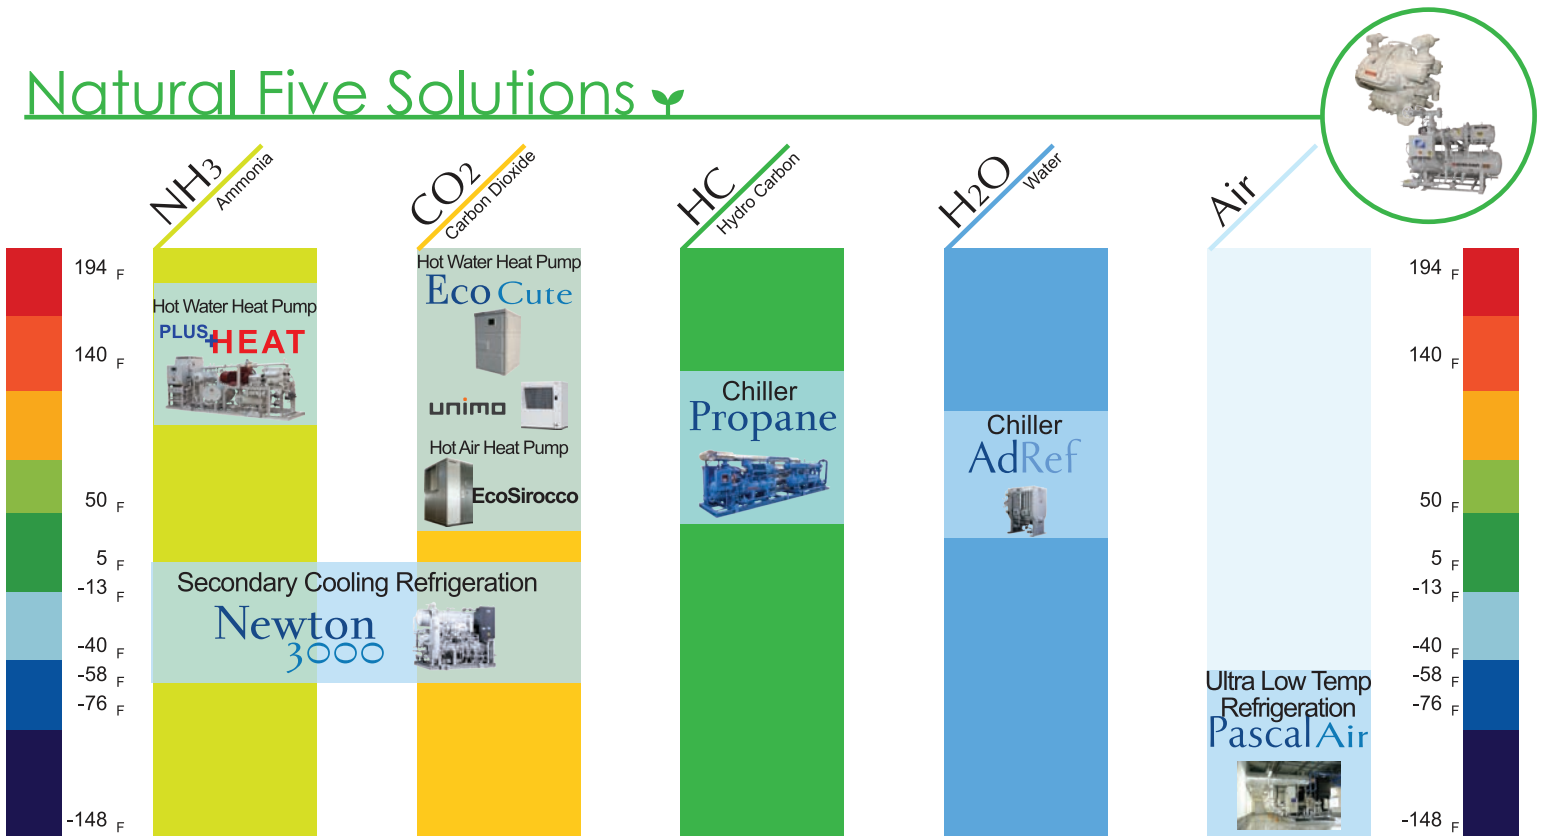 Natural Five Solutions
NH3
Ammonia
CO2
Carbon Dioxide
HC
Hydro Carbon
H2O
Water
Air
194 F
140 F
50 F
5 F
-13 F
-40 F
-58 F
-76 F
-148 F
Hot Water Heat Pump
PLUS+HEAT
Hot Water Heat Pump
Eco Cute
unimo
Hot Air Heat Pump
EcoSirocco
Secondary Cooling Refrigeration
Newton
3000
Chiller
Propane
Chiller
AdRef
Ultra Low Temp
Refrigeration
PascalAir
194 F
140 F
50 F
5 F
-13 F
-40 F
-58 F
-76 F
-148 F